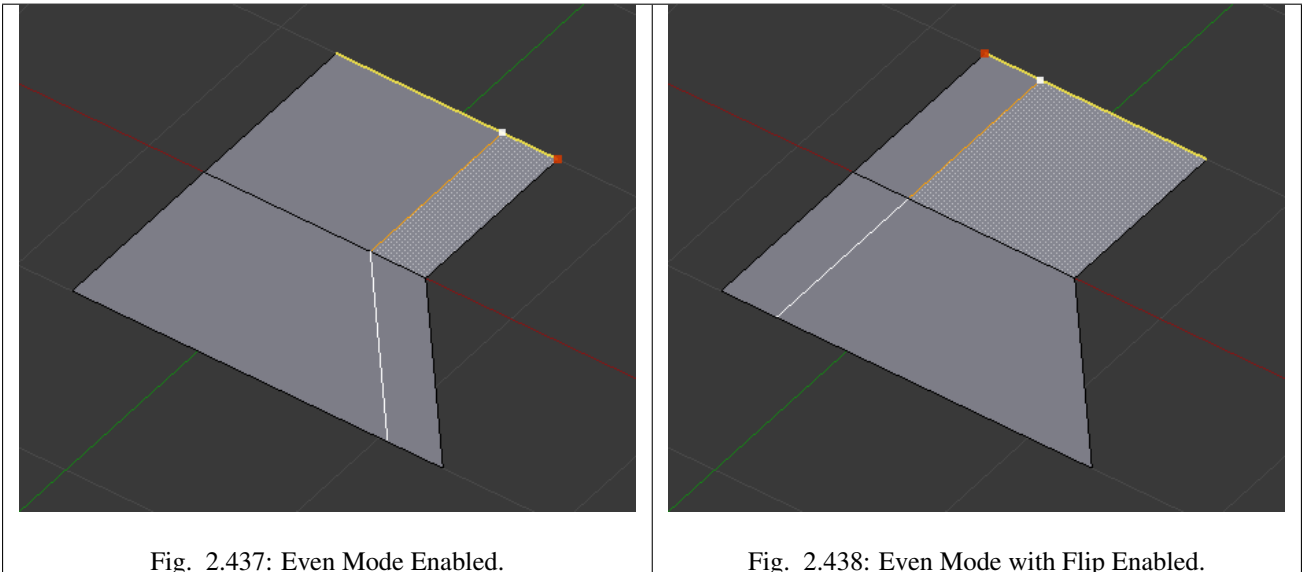 Fig. 2.437: Even Mode Enabled.
Fig. 2.438: Even Mode with Flip Enabled.